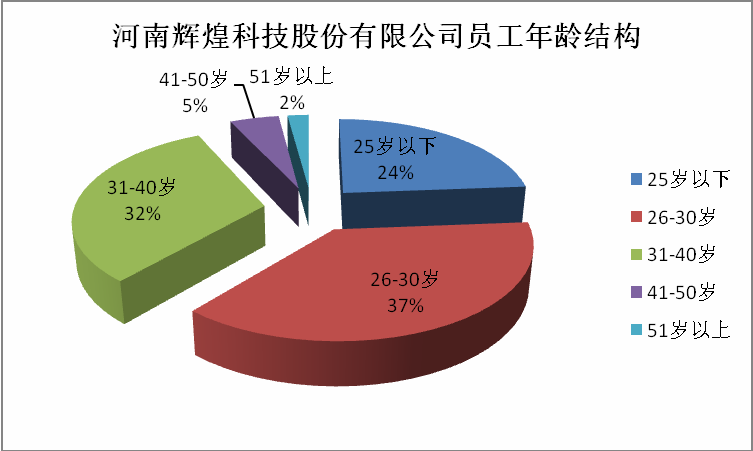 河南辉煌科技股份有限公司员工年龄结构
41-50岁
5%
51岁以上
2%
25岁以下
24%
31-40岁
32%
26-30岁
37%
25岁以下
26-30岁
31-40岁
41-50岁
51岁以上